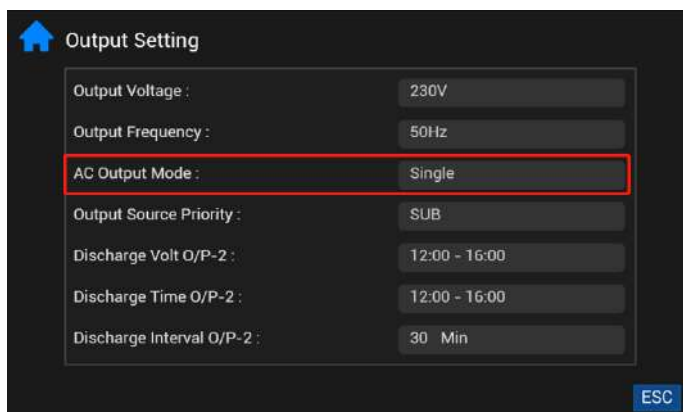 Output Setting
Output Voltage : 230V
Output Frequency : 50Hz
AC Output Mode : Single
Output Source Priority : SUB
Discharge Volt O/P-2 : 12:00 - 16:00
Discharge Time O/P-2 : 12:00 - 16:00
Discharge Interval O/P-2 : 30 Min
ESC